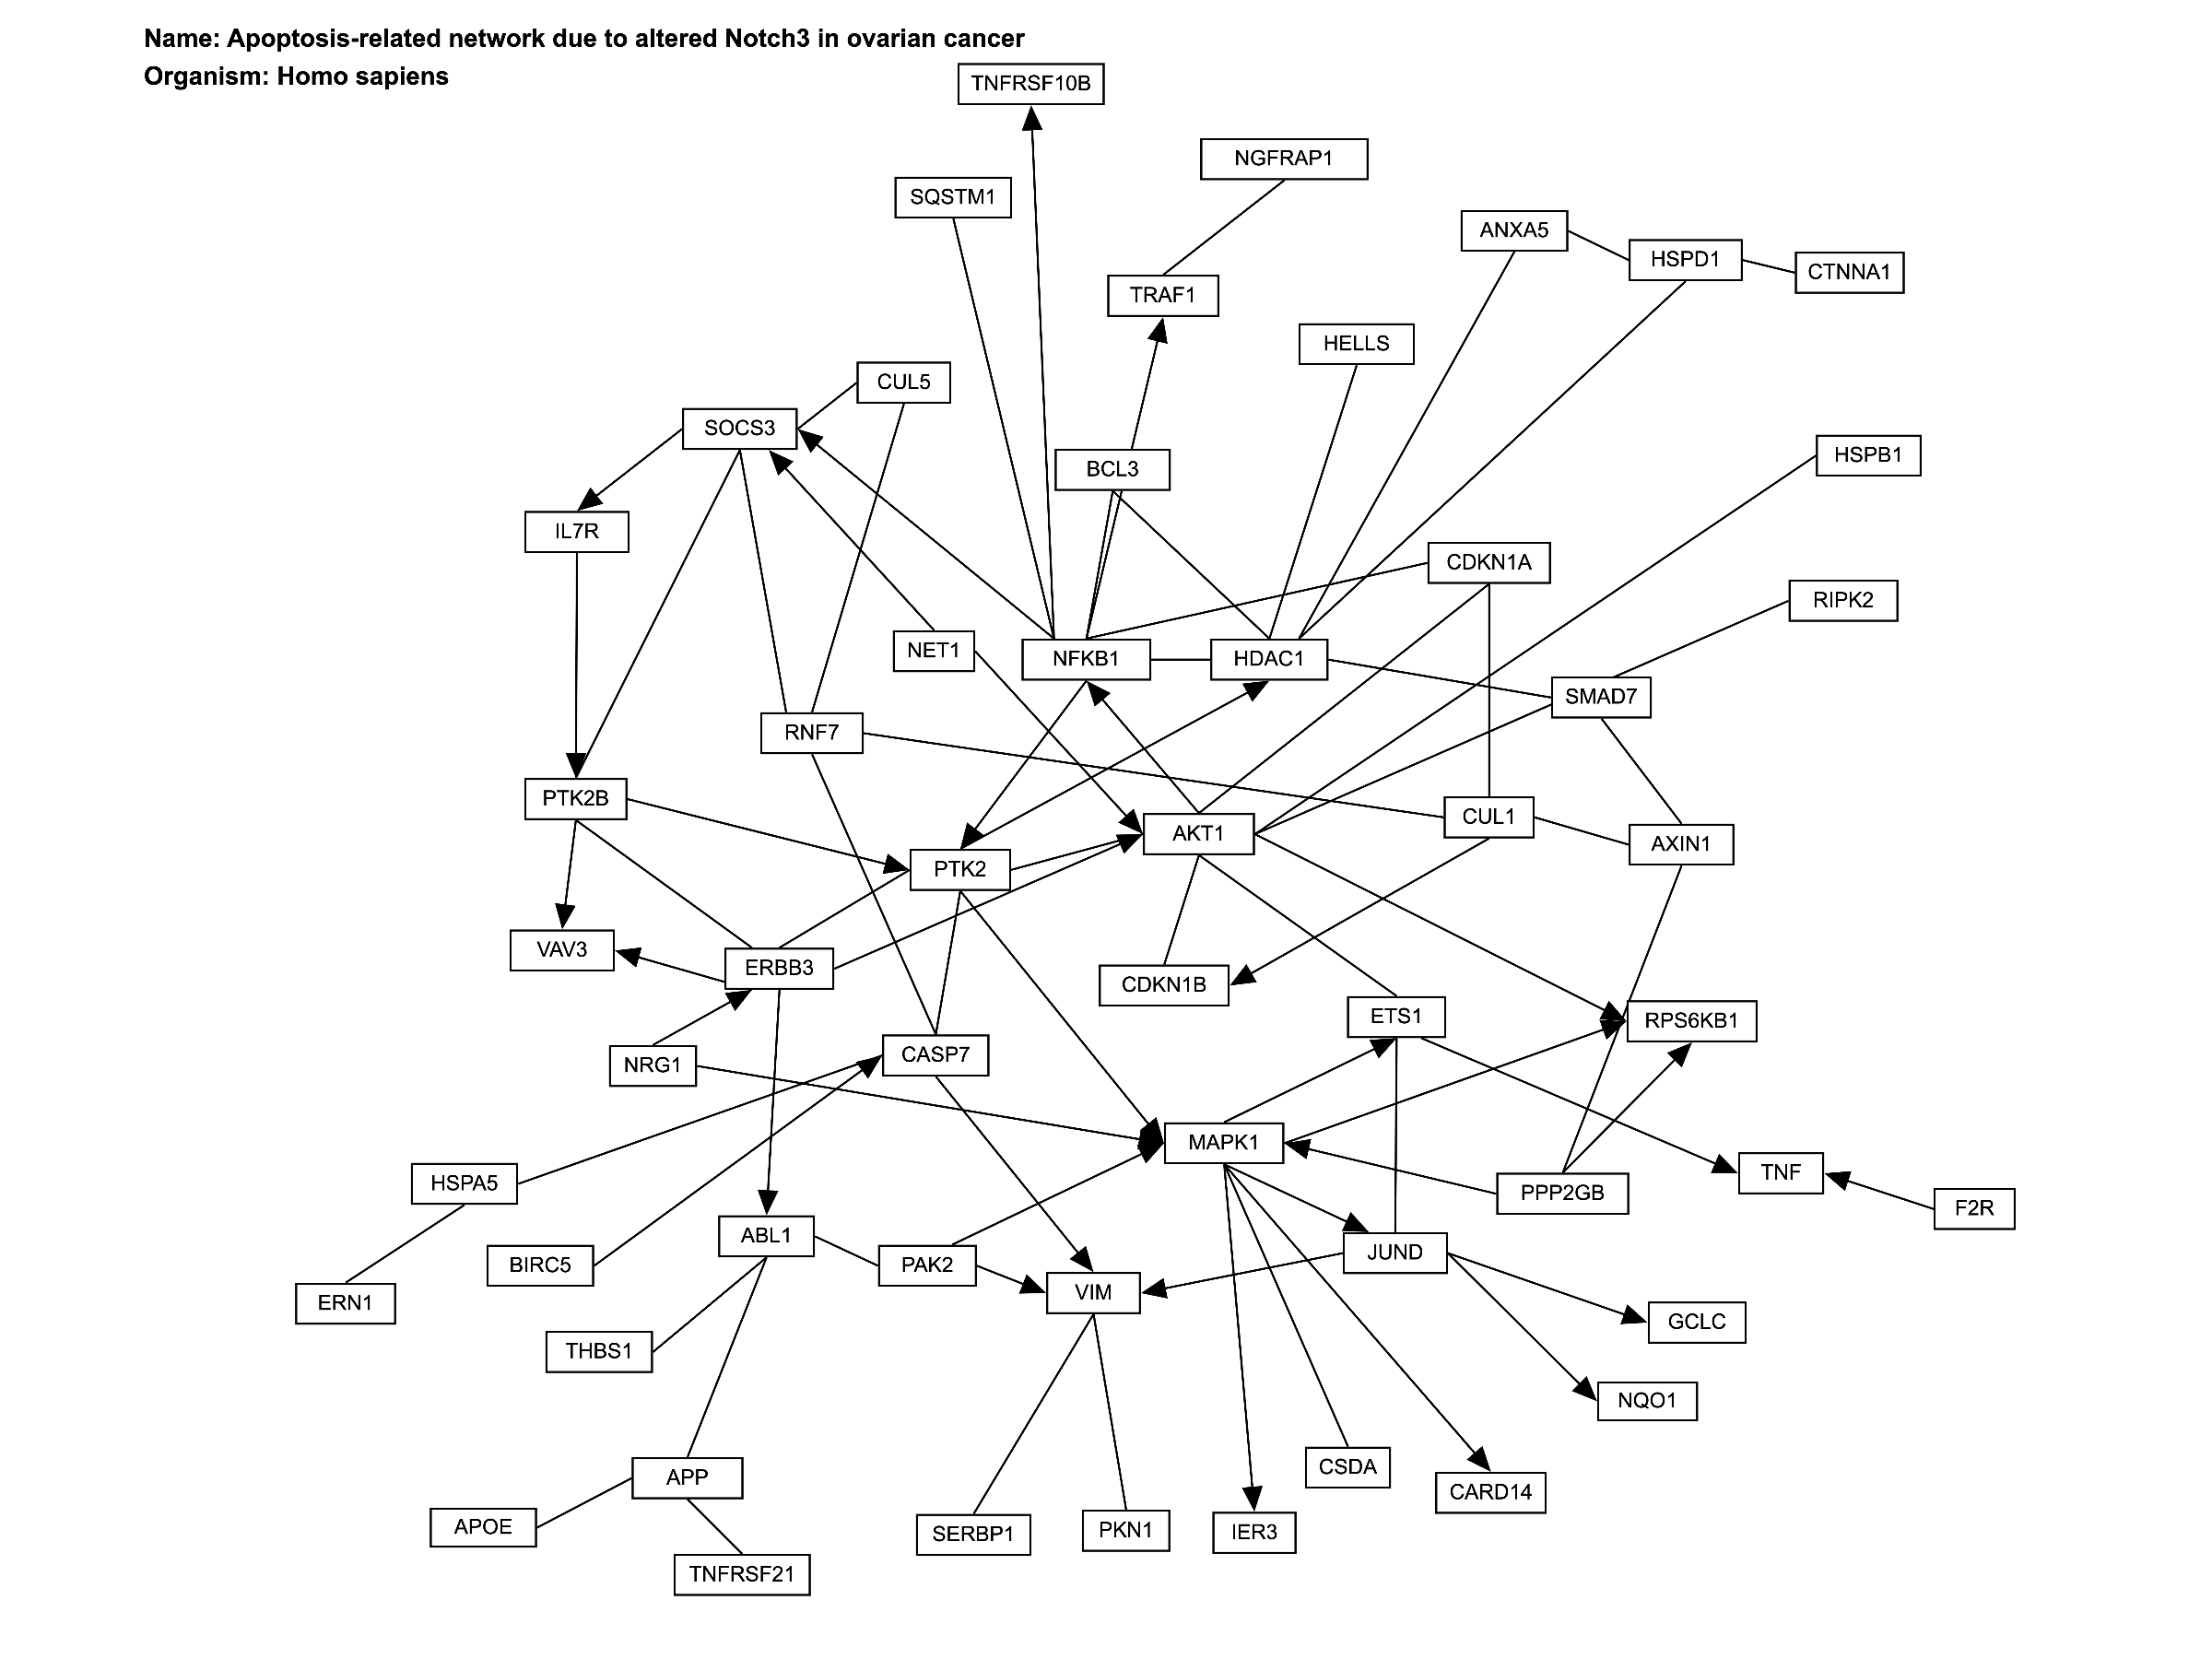 Name: Apoptosis-related network due to altered Notch3 in ovarian cancer
Organism: Homo sapiens
TNFRSF10B
NGFRAP1
SQSTM1
ANXA5
HSPD1
CTNNA1
TRAF1
HELLS
CUL5
SOCS3
HSPB1
BCL3
IL7R
CDKN1A
RIPK2
NET1
NFKB1
HDAC1
SMAD7
RNF7
PTK2B
CUL1
AKT1
AXIN1
PTK2
VAV3
ERBB3
CDKN1B
ETS1
RPS6KB1
CASP7
NRG1
MAPK1
TNF
HSPA5
PPP2GB
F2R
ABL1
JUND
BIRC5
PAK2
VIM
ERN1
GCLC
THBS1
NQO1
CSDA
APP
CARD14
APOE
PKN1
IER3
SERBP1
TNFRSF21